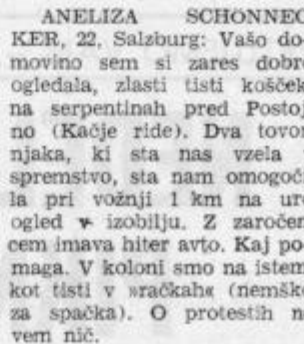 ANELIZA SCHÖNNEC
KER, 22, Salzburg: Vašo do-
movino sem si zares dobr
ogledala, zlasti tisti košček
na serpentinah pred Postoj
no (Kačje ride). Dva tovor
njaka, ki sta nas vzela
spremstvo, sta nam omogoči
la pri vožnji 1 km na ur
ogled v izobilju. Z zaročen
cem imava hiter avto. Kaj po-
maga. V koloni smo na istem
kot tisti v »račkah« (nemško
za spačka). O protestih n
vem nič.